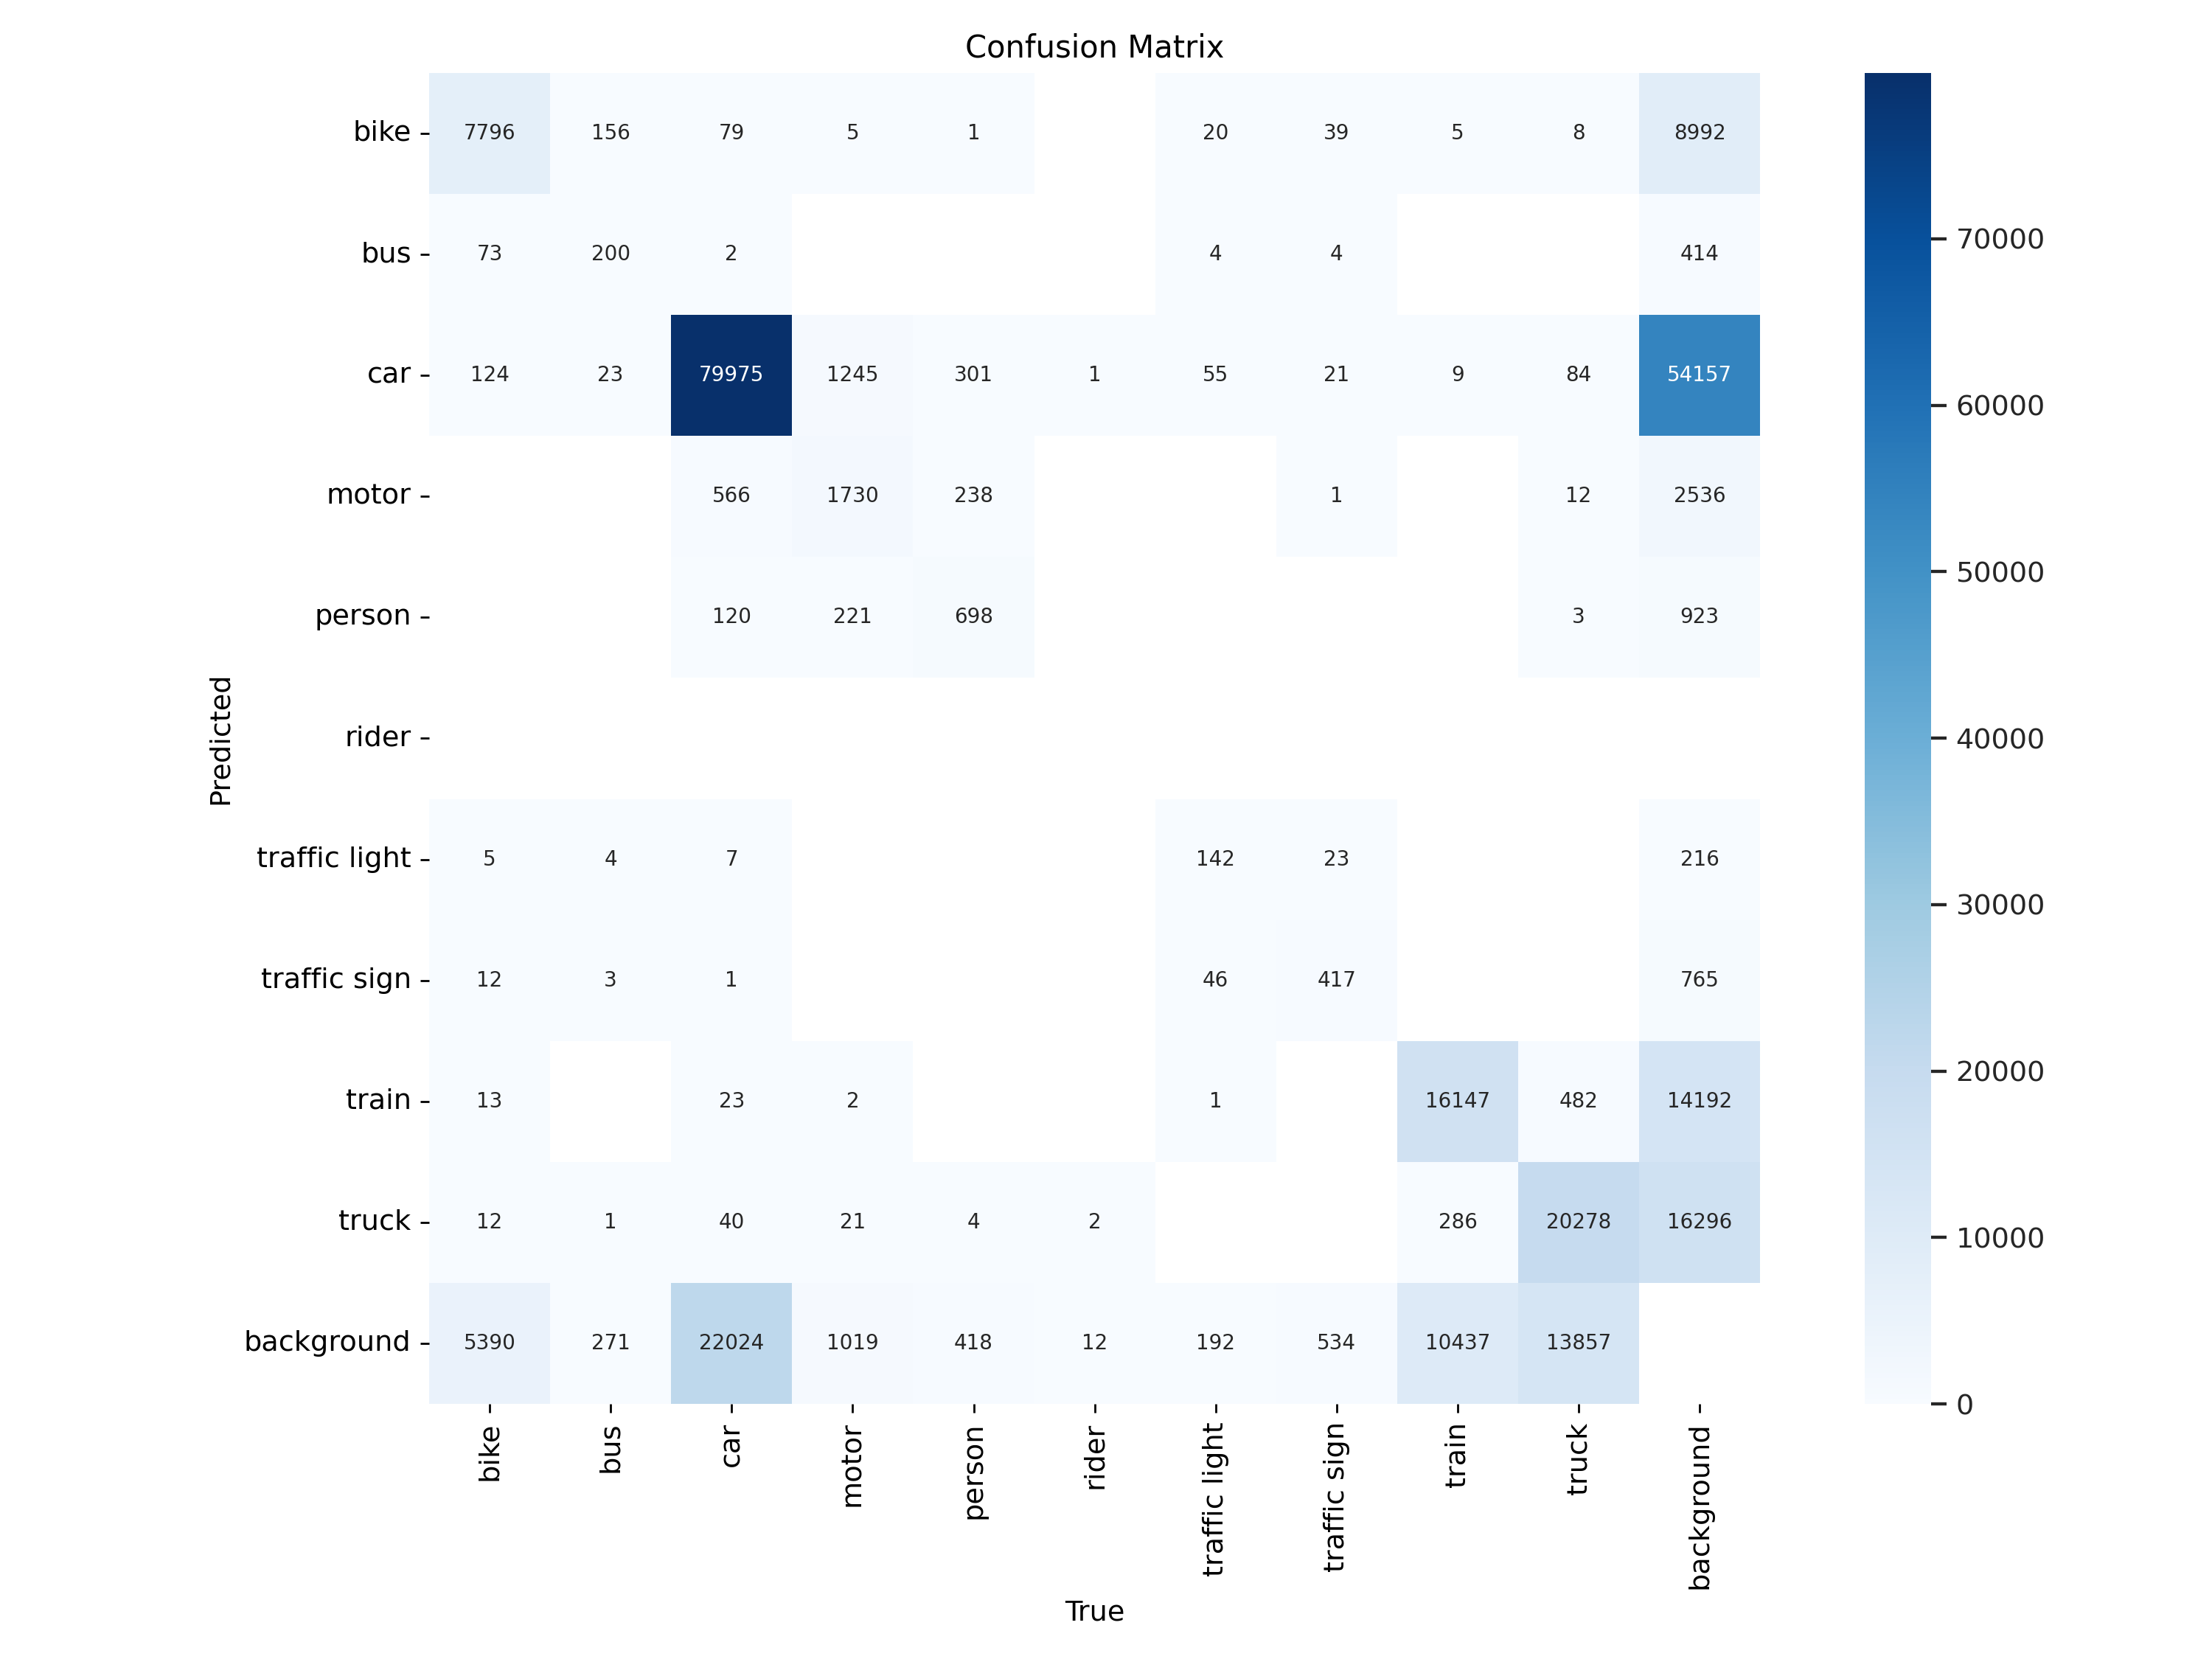 Confusion Matrix
bike 7796 156 79 5 1 20 39 5 8 8992
bus 73 200 2 4 4 414
car 124 23 79975 1245 301 1 55 21 9 84 54157
motor 566 1730 238 1 12 2536
person 120 221 698 3 923
rider
traffic light 5 4 7 142 23 216
traffic sign 12 3 1 46 417 765
train 13 23 2 1 16147 482 14192
truck 12 1 40 21 4 2 286 20278 16296
background 5390 271 22024 1019 418 12 192 534 10437 13857
Predicted
bike bus car motor person rider traffic light traffic sign train truck background
True
70000
60000
50000
40000
30000
20000
10000
0